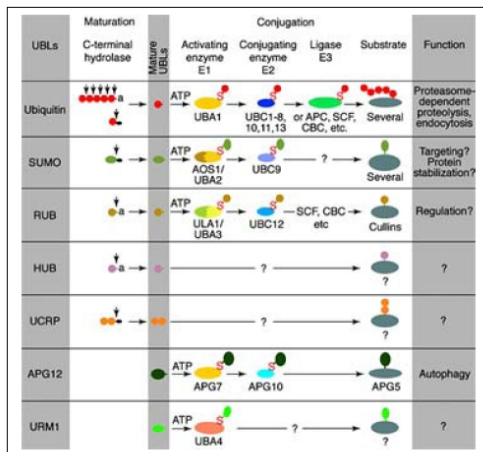 UBLs
Maturation
C-terminal
hydrolase
Mature
UBLs
Conjugation
Activating
enzyme
E1
Conjugating
enzyme
E2
Ligase
E3
Substrate
Function
Ubiquitin
a
ATP
S
S
S
UBA1
UBC1-8,
10,11,13
or APC, SCF,
CBC, etc.
Several
Proteasome-
dependent
proteolysis,
endocytosis
SUMO
ATP
S
S
AOS1/
UBA2
UBC9
?
Several
Targeting?
Protein
stabilization?
RUB
a
ATP
S
S
ULA1/
UBA3
UBC12
SCF, CBC
etc
Cullins
Regulation?
HUB
a
?
?
?
UCRP
?
?
?
APG12
ATP
S
S
APG7
APG10
APG5
Autophagy
URM1
ATP
S
UBA4
?
?
?